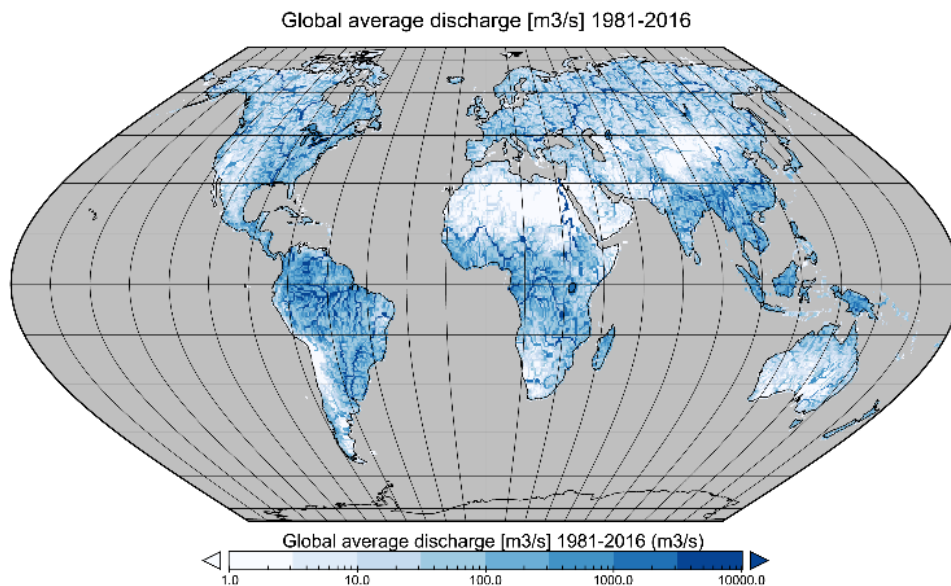 Global average discharge [m3/s] 1981-2016
Global average discharge [m3/s] 1981-2016 (m3/s)
1.0 10.0 100.0 1000.0 10000.0